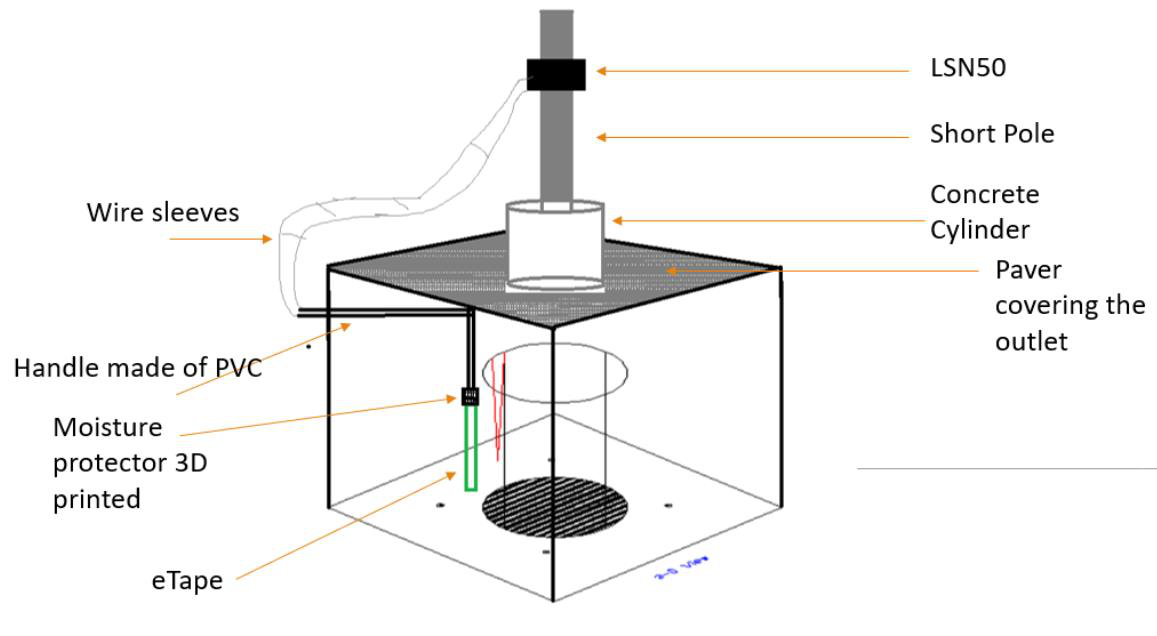 LSN50
Short Pole
Concrete
Cylinder
Wire sleeves
Paver
covering the
outlet
Handle made of PVC
Moisture
protector 3D
printed
eTape
3-D View